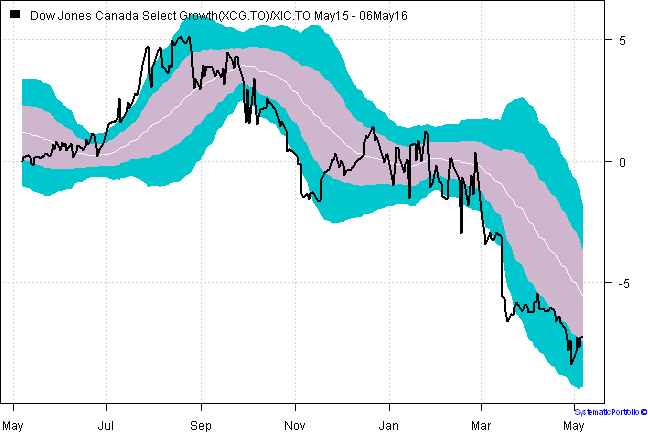 Dow Jones Canada Select Growth(XCG.TO)/XIC.TO May15 - 06May16
5
0
-5
May Jul Sep Nov Jan Mar May
SystematicPortfolio ©